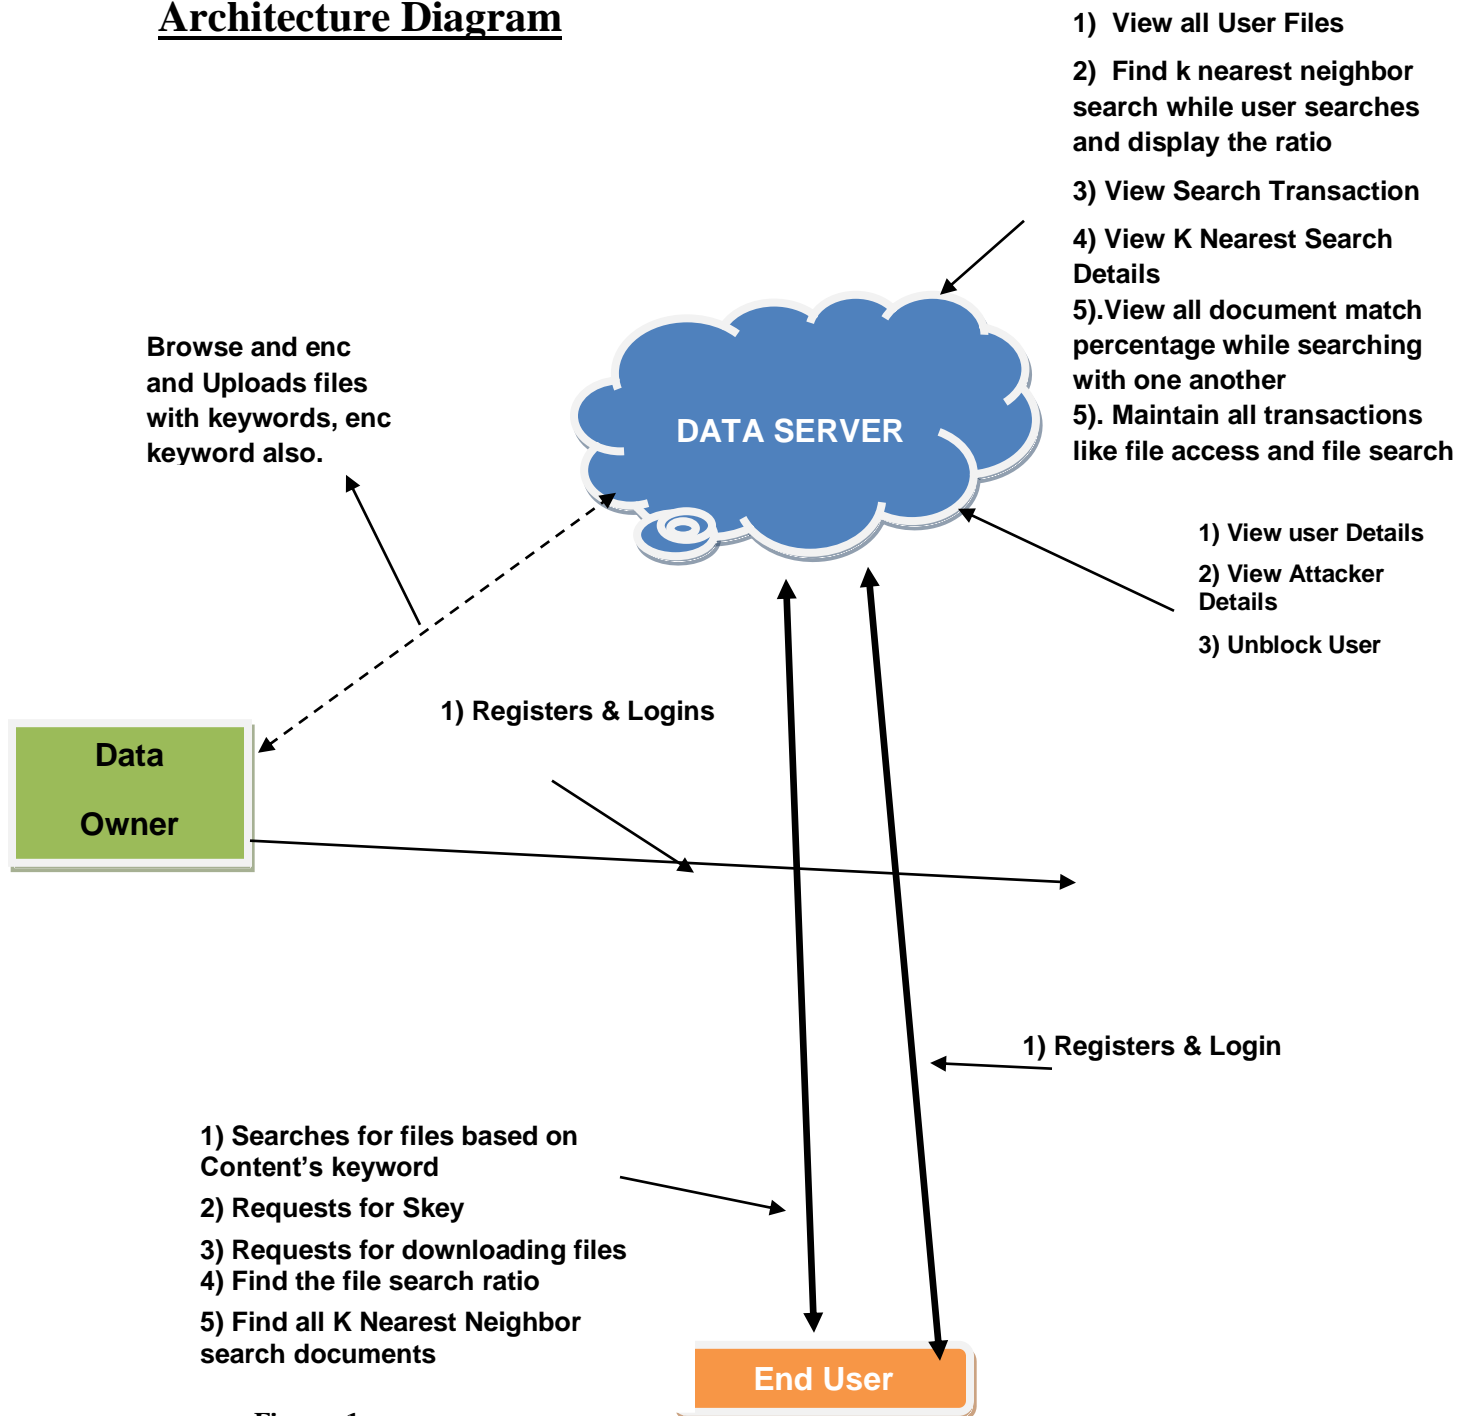 Architecture Diagram
1) View all User Files
2) Find k nearest neighbor
search while user searches
and display the ratio
3) View Search Transaction
4) View K Nearest Search
Details
5).View all document match
percentage while searching
with one another
5). Maintain all transactions
like file access and file search
Browse and enc
and Uploads files
with keywords, enc
keyword also.
DATA SERVER
1) View user Details
2) View Attacker
Details
3) Unblock User
1) Registers & Logins
Data
Owner
1) Registers & Login
1) Searches for files based on
Content’s keyword
2) Requests for Skey
3) Requests for downloading files
4) Find the file search ratio
5) Find all K Nearest Neighbor
search documents
End User